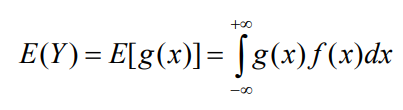 E(Y) = E[g(x)] = ∫_{-∞}^{+∞} g(x) f(x) dx